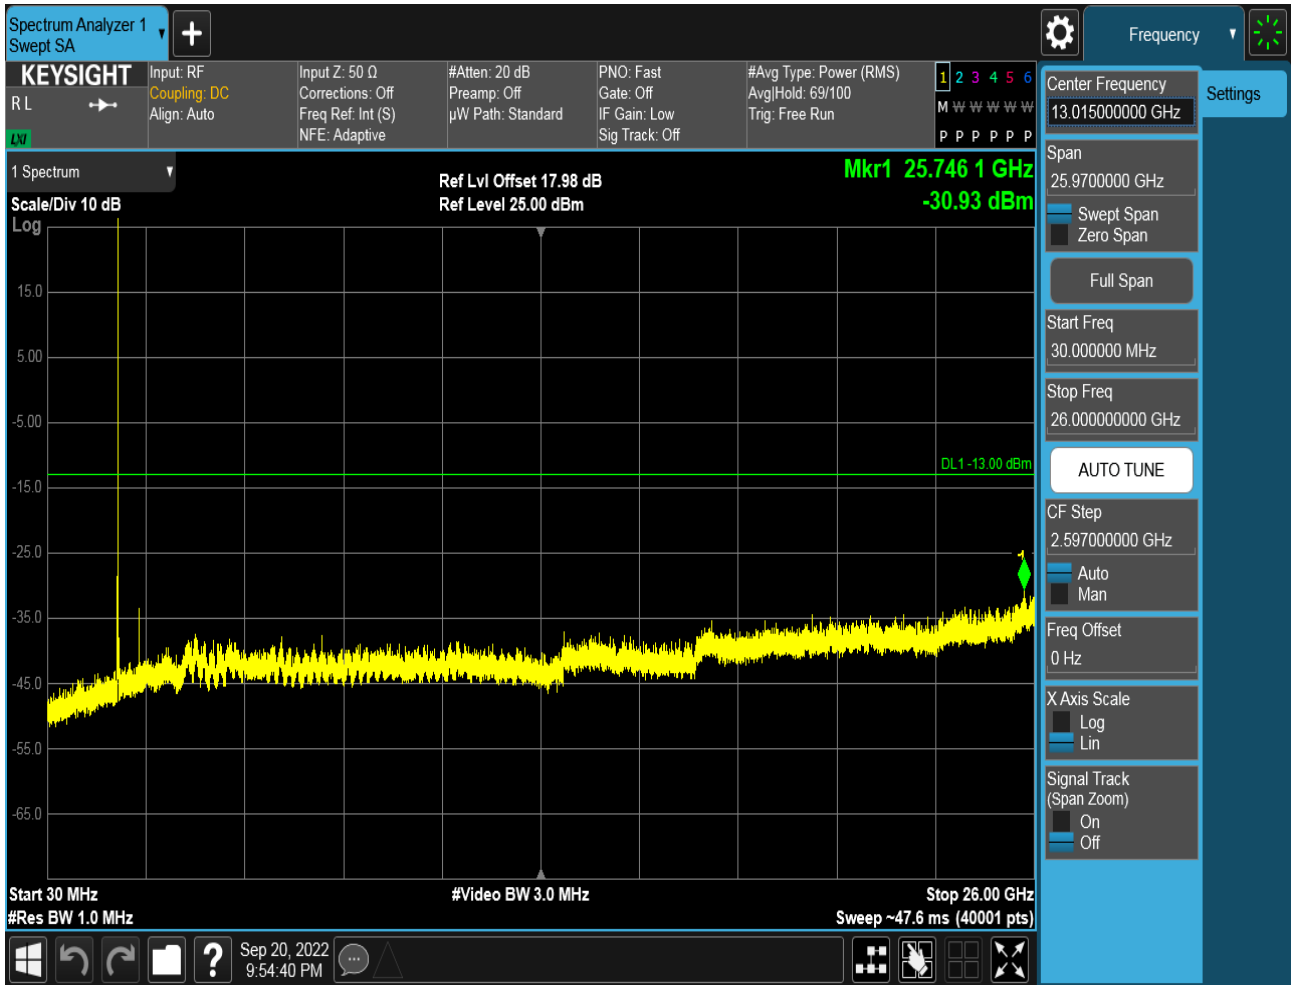 Spectrum Analyzer 1
Swept SA
Frequency
KEYSIGHT
R L
LXI
Input: RF
Coupling: DC
Align: Auto
Input Z: 50 Ω
Corrections: Off
Freq Ref: Int (S)
NFE: Adaptive
#Atten: 20 dB
Preamp: Off
µW Path: Standard
PNO: Fast
Gate: Off
IF Gain: Low
Sig Track: Off
#Avg Type: Power (RMS)
Avg|Hold: 69/100
Trig: Free Run
1 2 3 4 5 6
M W W W W W
P P P P P P
1 Spectrum
Scale/Div 10 dB
Log
Ref Lvl Offset 17.98 dB
Ref Level 25.00 dBm
Mkr1 25.746 1 GHz
-30.93 dBm
15.0
5.00
-5.00
DL1 -13.00 dBm
-15.0
-25.0
1
-35.0
-45.0
-55.0
-65.0
Start 30 MHz
#Res BW 1.0 MHz
#Video BW 3.0 MHz
Stop 26.00 GHz
Sweep ~47.6 ms (40001 pts)
Sep 20, 2022
9:54:40 PM
Center Frequency
13.015000000 GHz
Settings
Span
25.9700000 GHz
Swept Span
Zero Span
Full Span
Start Freq
30.000000 MHz
Stop Freq
26.000000000 GHz
AUTO TUNE
CF Step
2.597000000 GHz
Auto
Man
Freq Offset
0 Hz
X Axis Scale
Log
Lin
Signal Track
(Span Zoom)
On
Off